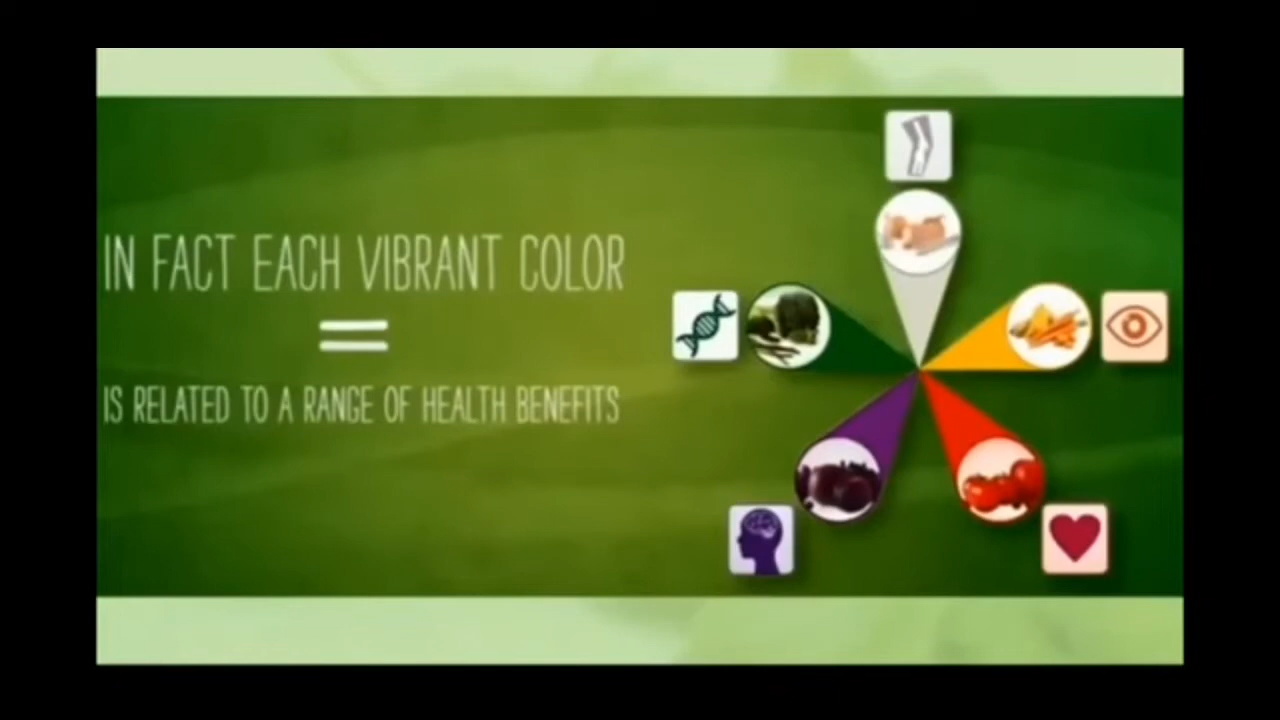 IN FACT EACH VIBRANT COLOR
=
IS RELATED TO A RANGE OF HEALTH BENEFITS